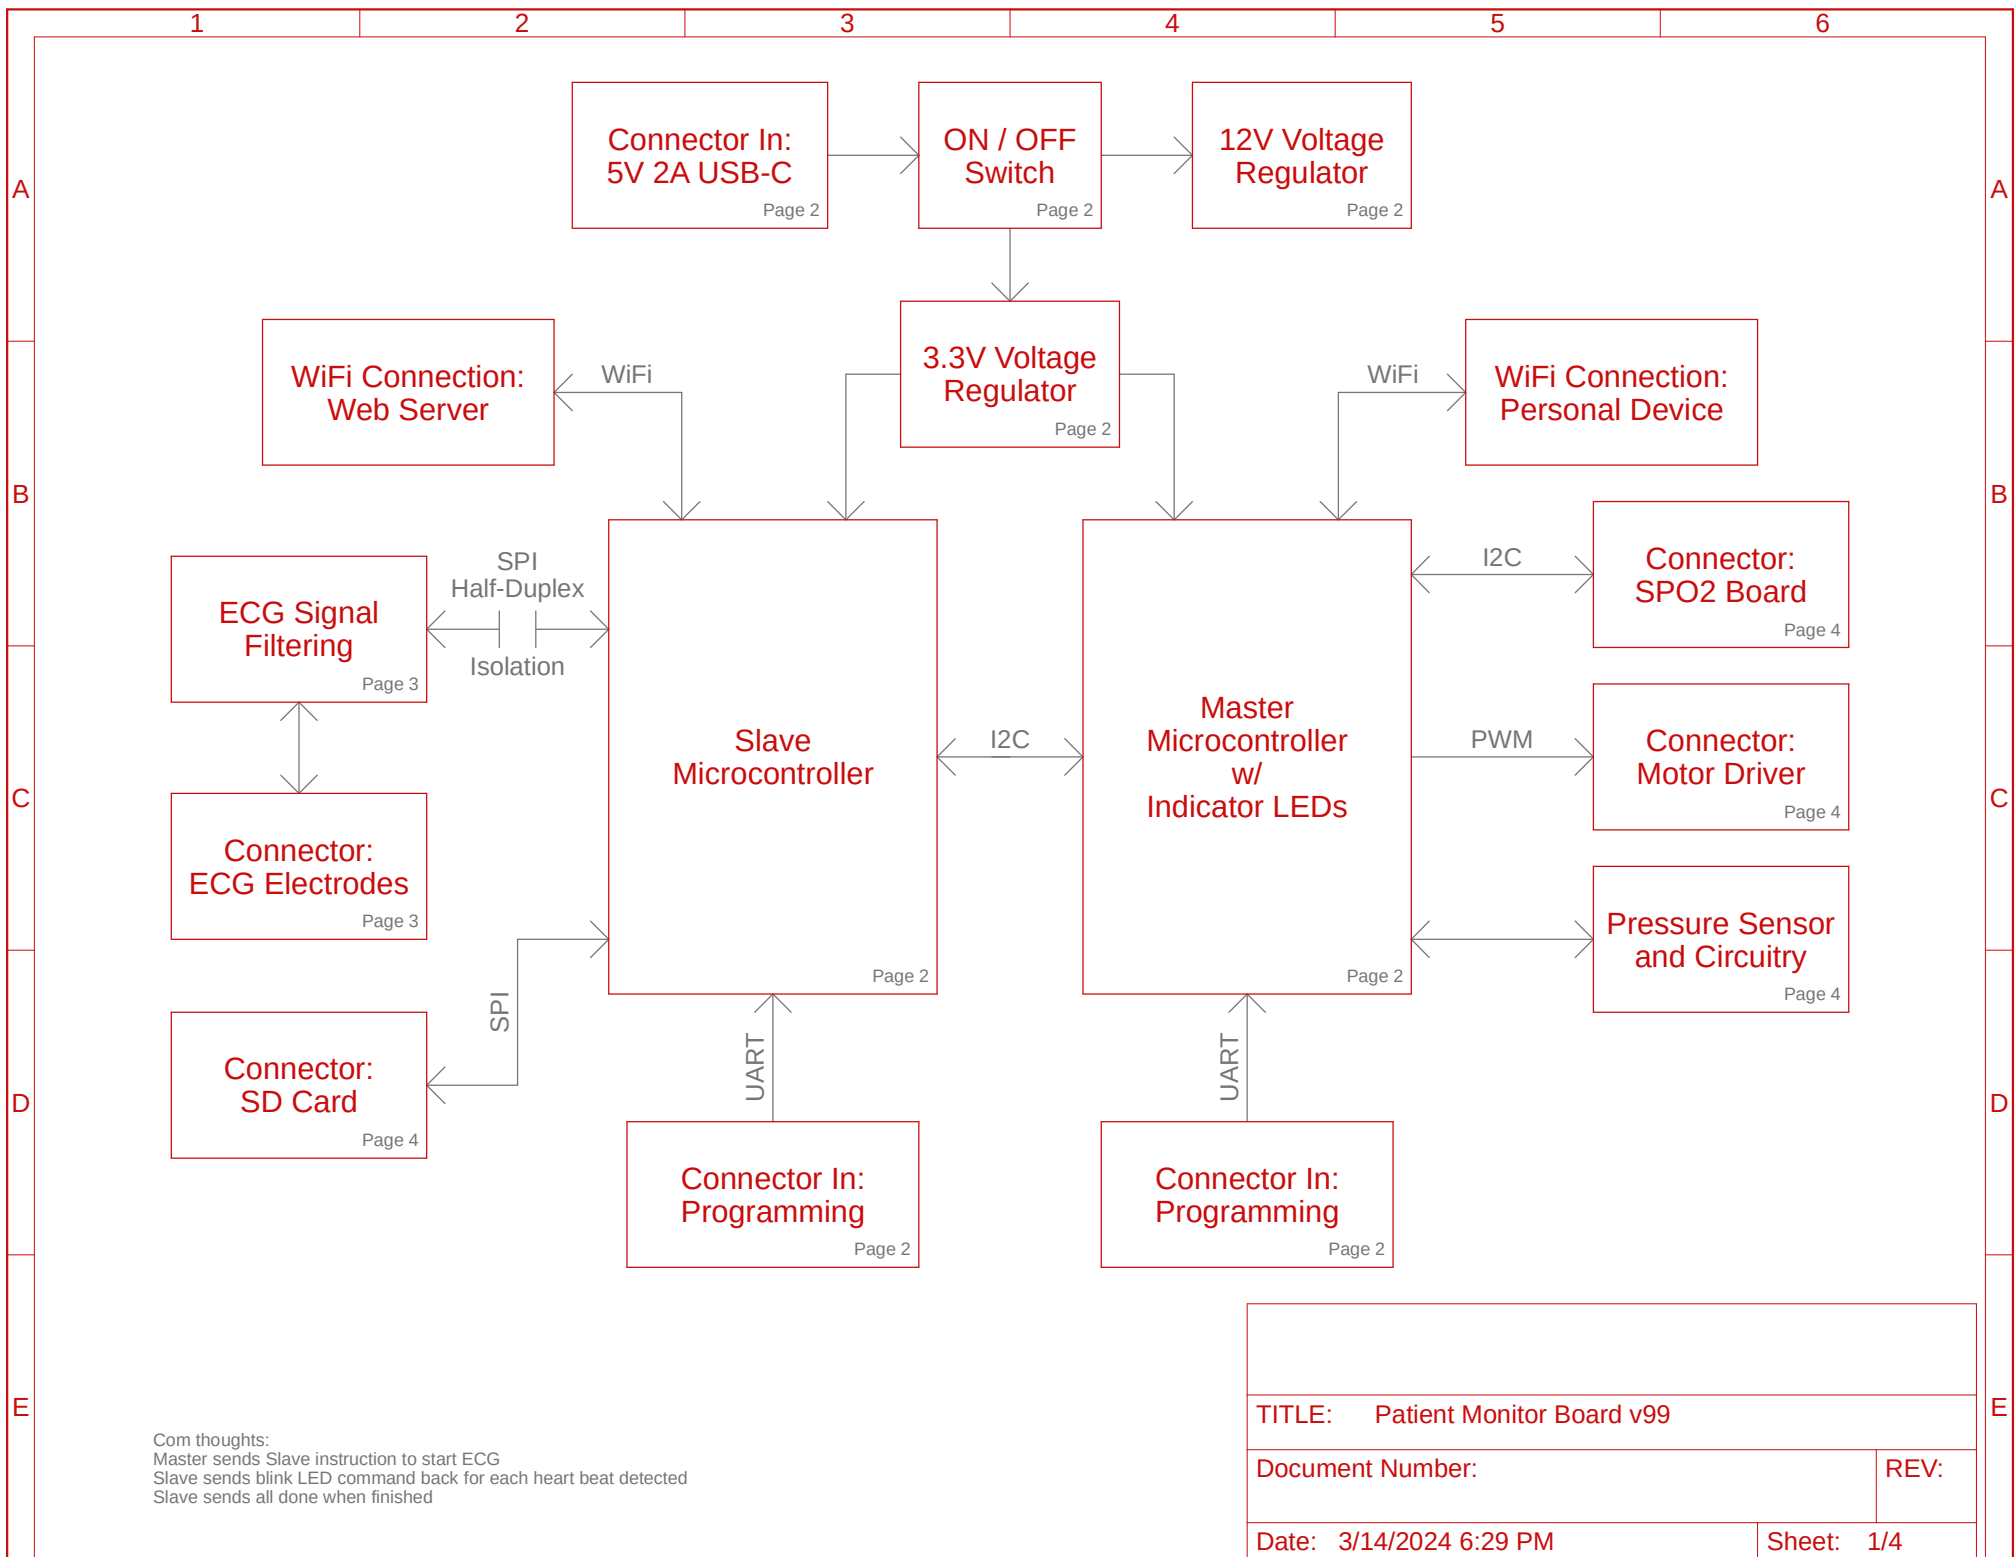 1 2 3 4 5 6
Connector In:
5V 2A USB-C
Page 2
ON / OFF
Switch
Page 2
12V Voltage
Regulator
Page 2
A
A
3.3V Voltage
Regulator
Page 2
WiFi Connection:
Web Server
WiFi
WiFi
WiFi Connection:
Personal Device
B
B
SPI
Half-Duplex
Isolation
ECG Signal
Filtering
Page 3
I2C
Connector:
SPO2 Board
Page 4
Slave
Microcontroller
Page 2
I2C
Master
Microcontroller
w/
Indicator LEDs
Page 2
PWM
Connector:
Motor Driver
Page 4
C
C
Connector:
ECG Electrodes
Page 3
Pressure Sensor
and Circuitry
Page 4
SPI
Connector:
SD Card
Page 4
UART
UART
D
D
Connector In:
Programming
Page 2
Connector In:
Programming
Page 2
E
E
Com thoughts:
Master sends Slave instruction to start ECG
Slave sends blink LED command back for each heart beat detected
Slave sends all done when finished
TITLE: Patient Monitor Board v99
Document Number:
REV:
Date: 3/14/2024 6:29 PM
Sheet: 1/4